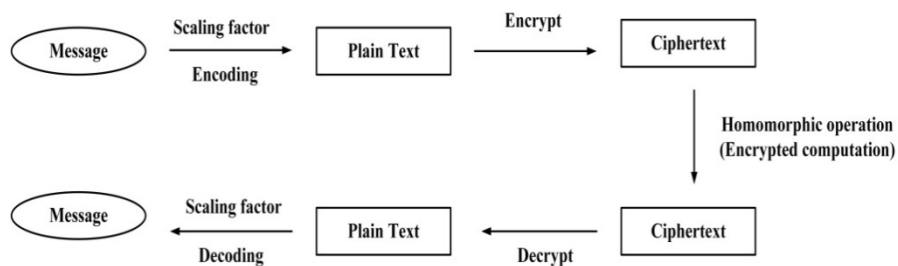 Message
Scaling factor
Encoding
Plain Text
Encrypt
Ciphertext
Homomorphic operation
(Encrypted computation)
Message
Scaling factor
Decoding
Plain Text
Decrypt
Ciphertext